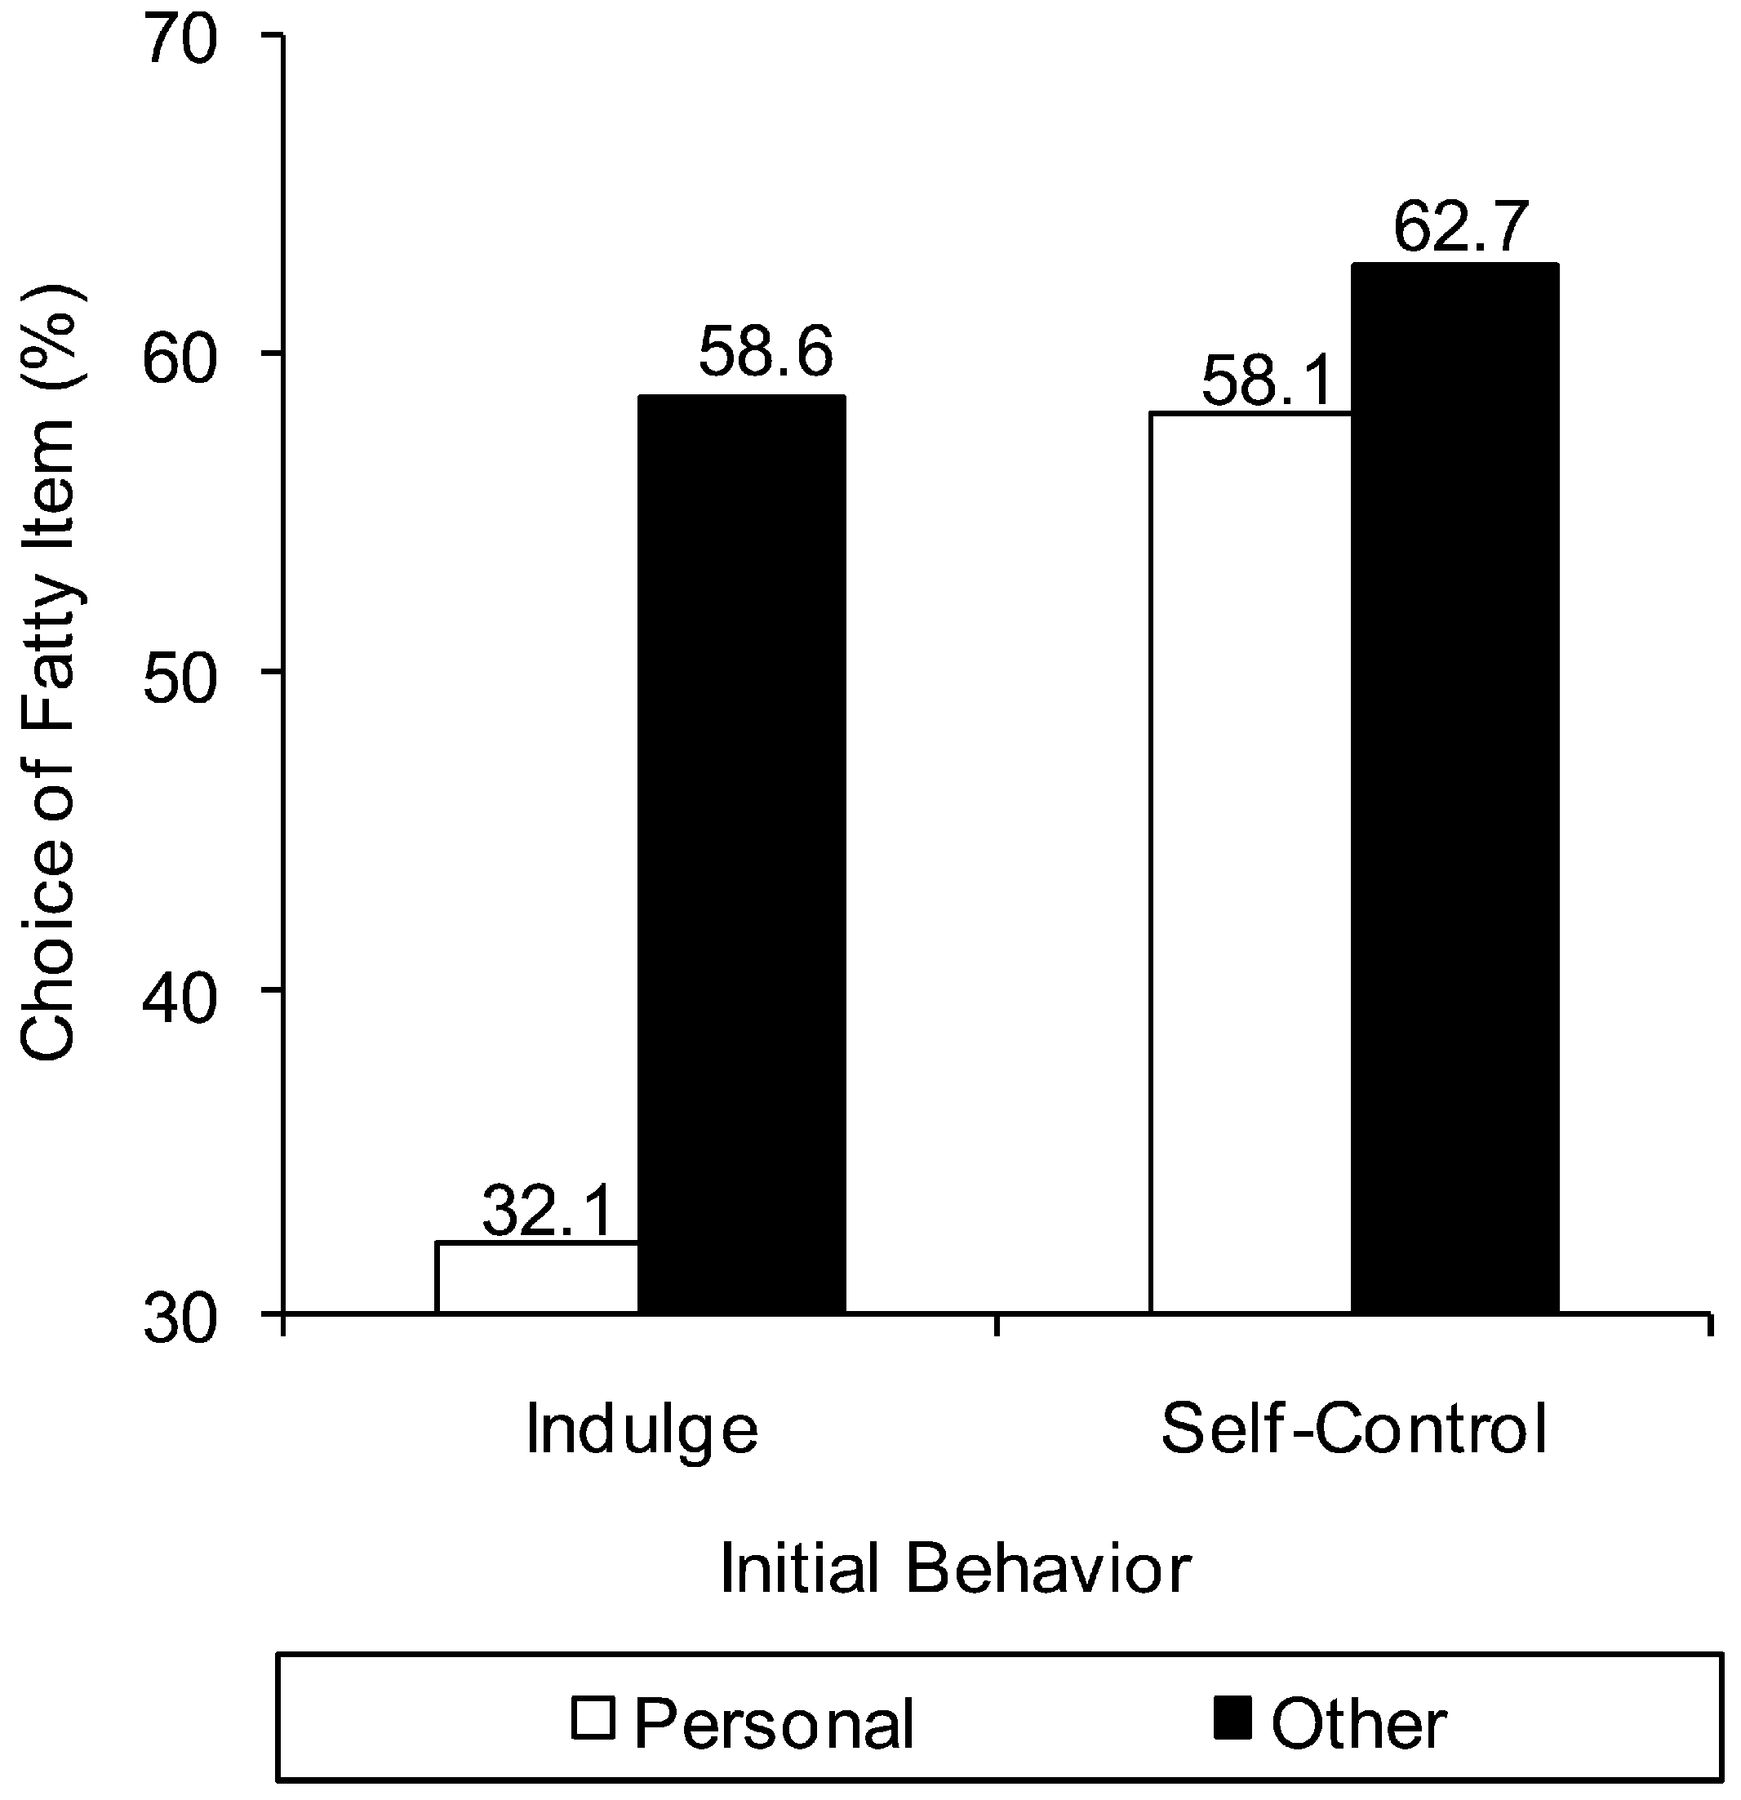 Choice of Fatty Item (%)
70
60
50
40
30
32.1
58.6
58.1
62.7
Indulge
Self-Control
Initial Behavior
Personal
Other